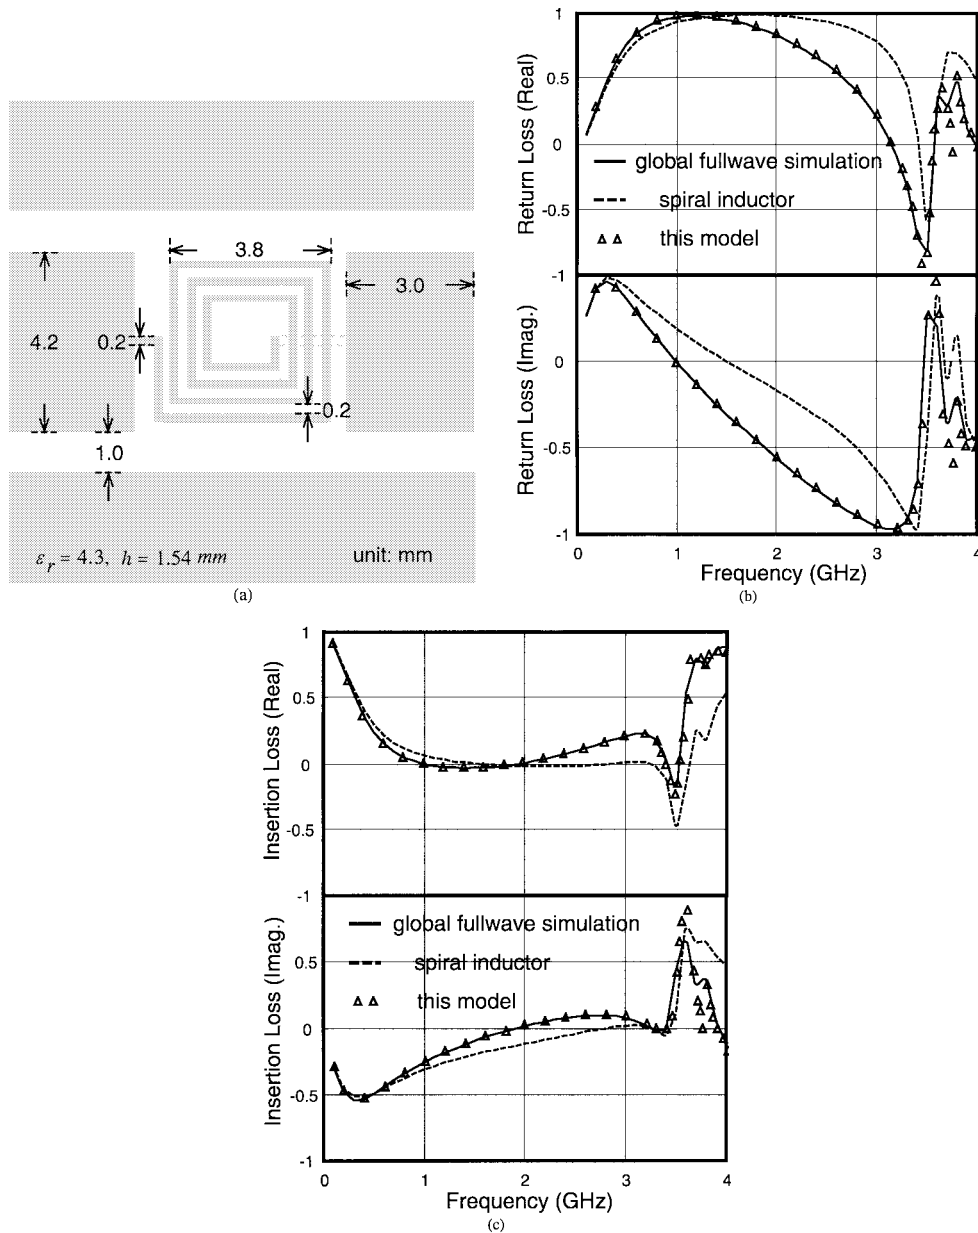 3.8
3.0
4.2
0.2
0.2
1.0
εr = 4.3, h = 1.54 mm
unit: mm
(a)
Return Loss (Real)
1
0.5
0
-0.5
-1
global fullwave simulation
spiral inductor
this model
Return Loss (Imag.)
0
-0.5
-1
0
1
2
3
4
Frequency (GHz)
(b)
Insertion Loss (Real)
1
0.5
0
-0.5
-1
Insertion Loss (Imag.)
0.5
0
-0.5
-1
global fullwave simulation
spiral inductor
this model
0
1
2
3
4
Frequency (GHz)
(c)